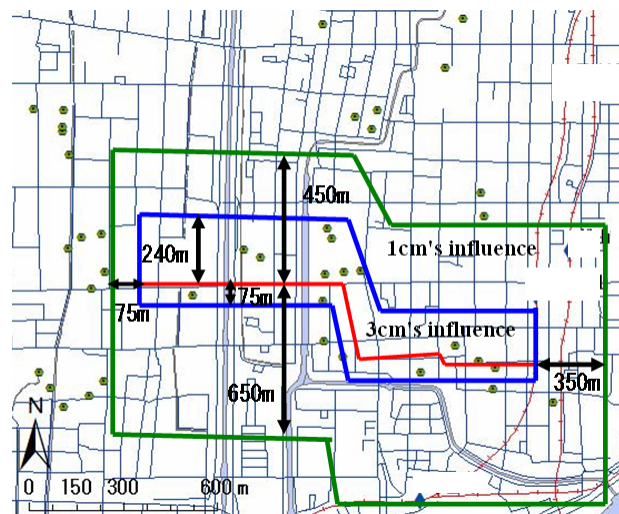 450m
1cm's influence
240m
75m
75m
3cm's influence
650m
350m
N
0 150 300 600 m